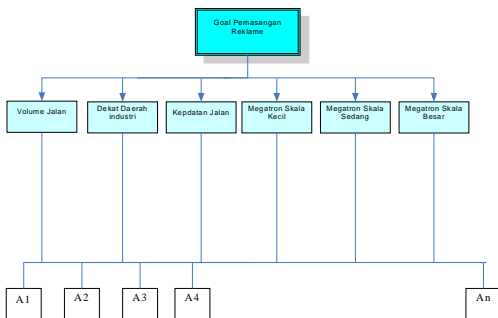 Goal Pemasangan
Reklame
Volume Jalan
Dekat Daerah
industri
Kepdatan Jalan
Megatron Skala
Kecil
Megatron Skala
Sedang
Megatron Skala
Besar
A1
A2
A3
A4
An